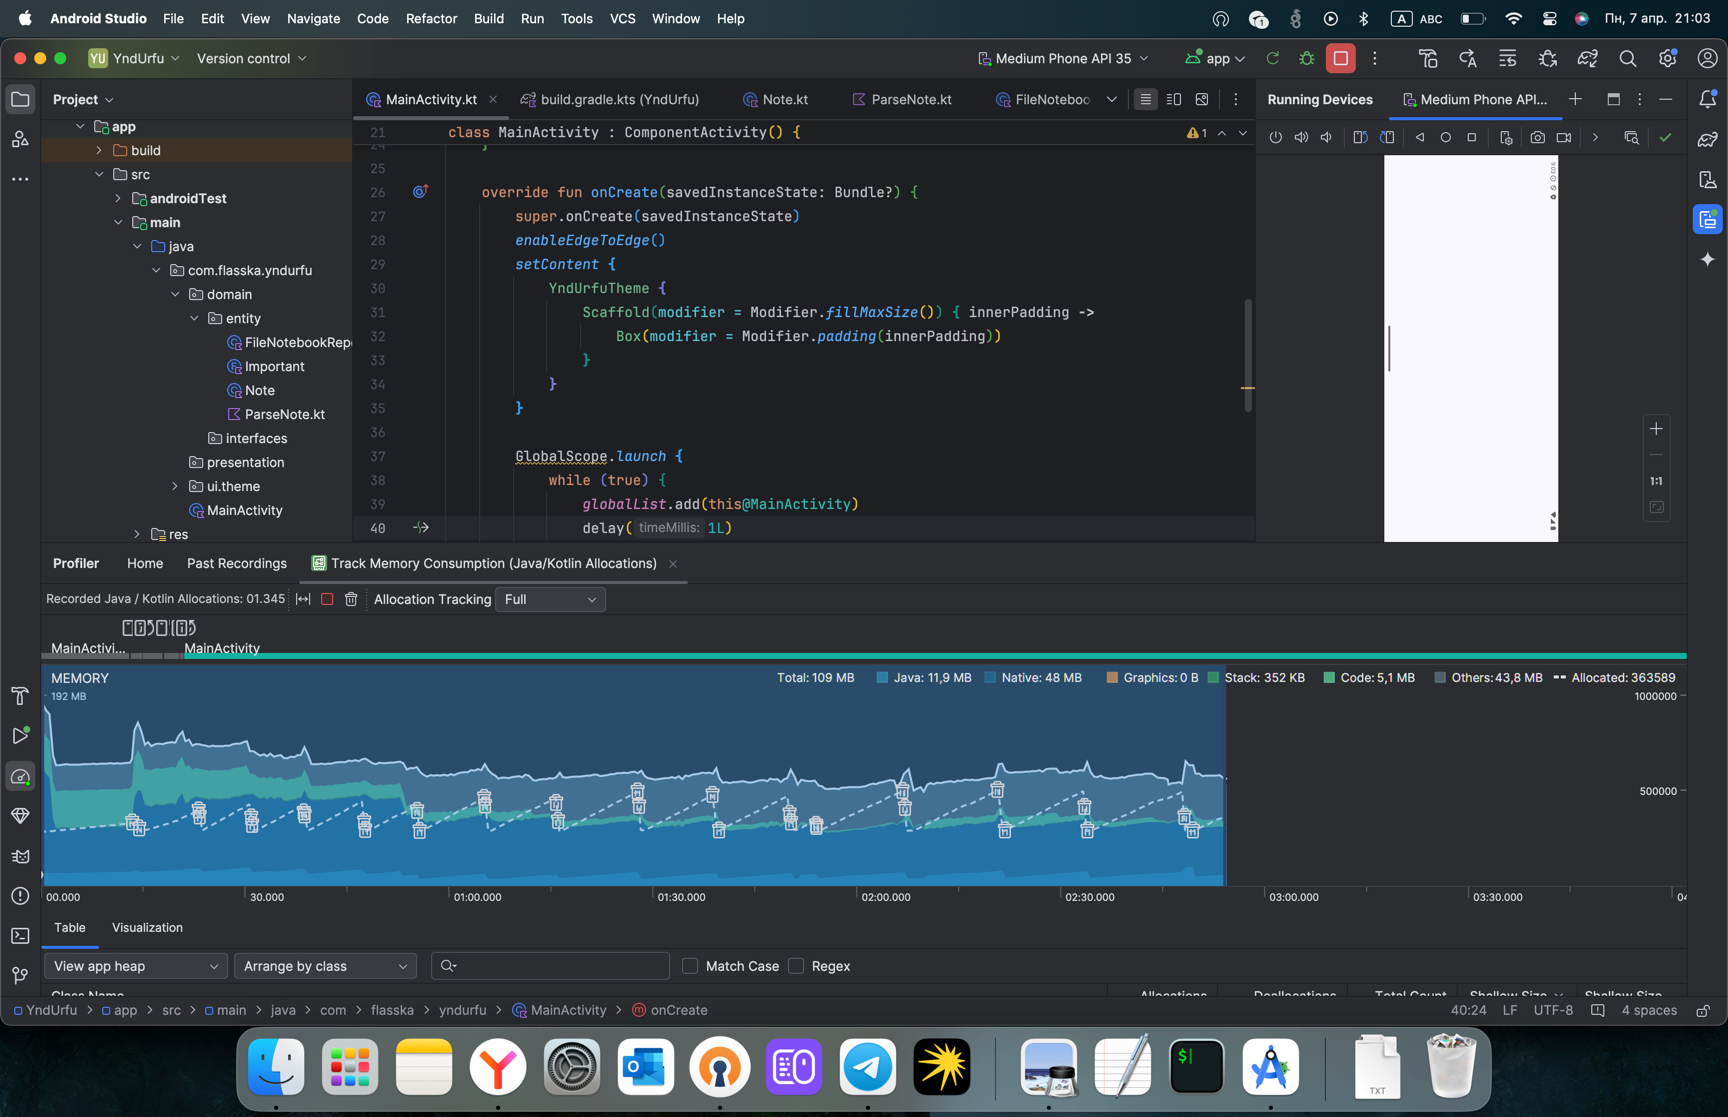 Android Studio File Edit View Navigate Code Refactor Build Run Tools VCS Window Help
1 A ABC Пн, 7 апр. 21:03
YU YndUrfu Version control Medium Phone API 35 app
Project MainActivity.kt build.gradle.kts (YndUrfu) Note.kt ParseNote.kt FileNoteboo Running Devices Medium Phone API...
app
build
src
androidTest
main
java
com.flasska.yndurfu
domain
entity
FileNotebookRepo
Important
Note
ParseNote.kt
interfaces
presentation
ui.theme
MainActivity
res
21 class MainActivity : ComponentActivity() { 1
24 }
25
26 override fun onCreate(savedInstanceState: Bundle?) {
27 super.onCreate(savedInstanceState)
28 enableEdgeToEdge()
29 setContent {
30 YndUrfuTheme {
31 Scaffold(modifier = Modifier.fillMaxSize()) { innerPadding ->
32 Box(modifier = Modifier.padding(innerPadding))
33 }
34 }
35 }
36
37 GlobalScope.launch {
38 while (true) {
39 globalList.add(this@MainActivity)
40 delay( timeMillis: 1L)
1:1
Profiler Home Past Recordings Track Memory Consumption (Java/Kotlin Allocations)
Recorded Java / Kotlin Allocations: 01.345 Allocation Tracking Full
MainActivi... MainActivity
MEMORY Total: 109 MB Java: 11,9 MB Native: 48 MB Graphics: 0 B Stack: 352 KB Code: 5,1 MB Others: 43,8 MB Allocated: 363589
192 MB 1000000
500000
00.000 30.000 01:00.000 01:30.000 02:00.000 02:30.000 03:00.000 03:30.000 04
Table Visualization
View app heap Arrange by class Match Case Regex
Class Name Allocations Deallocations Total Count Shallow Size Shallow Size
YndUrfu > app > src > main > java > com > flasska > yndurfu > MainActivity > onCreate 40:24 LF UTF-8 4 spaces
TXT